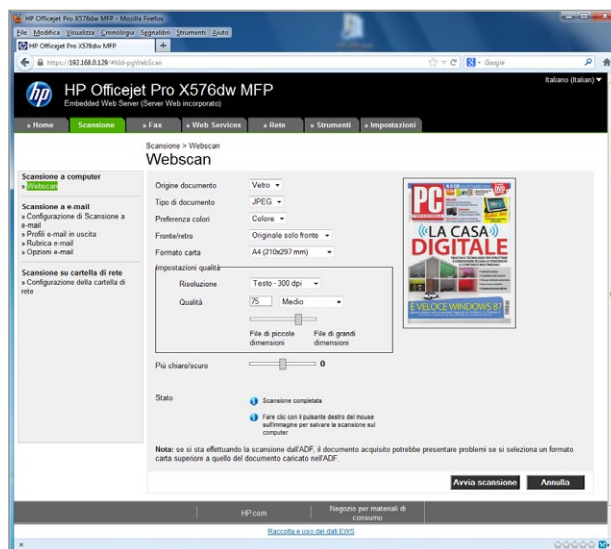 HP Officejet Pro X576dw MFP - Mozilla Firefox
File Modifica Visualizza Cronologia Segnalibri Strumenti Aiuto
HP Officejet Pro X576dw MFP
https://192.168.0.129/#hId-pgWebScan
Google
Italiano (Italian)
HP Officejet Pro X576dw MFP
Embedded Web Server (Server Web incorporato)
» Home Scansione » Fax » Web Services » Rete » Strumenti » Impostazioni
Scansione > Webscan
Webscan
Scansione a computer
» Webscan
Scansione a e-mail
» Configurazione di Scansione a
e-mail
» Profili e-mail in uscita
» Rubrica e-mail
» Opzioni e-mail
Scansione su cartella di rete
» Configurazione della cartella di
rete
Origine documento Vetro
Tipo di documento JPEG
Preferenza colori Colore
Fronte/retro Originale solo fronte
Formato carta A4 (210x297 mm)
Impostazioni qualità
Risoluzione Testo - 300 dpi
Qualità 75 Medio
File di piccole dimensioni File di grandi dimensioni
Più chiaro/scuro 0
Stato
Scansione completata
Fare clic con il pulsante destro del mouse
sull'immagine per salvare la scansione sul
computer.
PC
LA CASA
DIGITALE
È VELOCE WINDOWS 8?
Nota: se si sta effettuando la scansione dall'ADF, il documento acquisito potrebbe presentare problemi se si seleziona un formato
carta superiore a quello del documento caricato nell'ADF.
Avvia scansione Annulla
HP.com Negozio per materiali di consumo
Raccolta e uso dei dati EWS